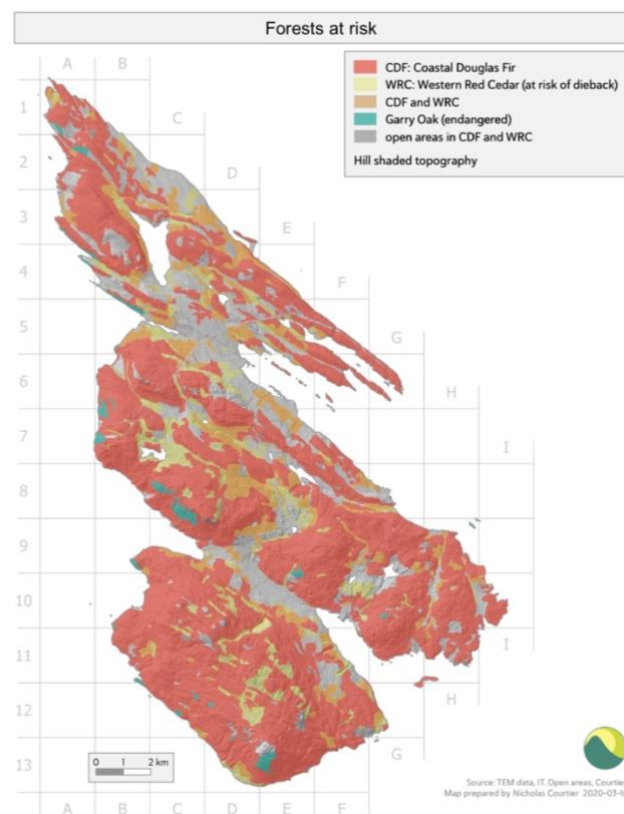 Forests at risk
CDF: Coastal Douglas Fir
WRC: Western Red Cedar (at risk of dieback)
CDF and WRC
Garry Oak (endangered)
open areas in CDF and WRC
Hill shaded topography
A
B
C
D
E
F
G
H
I
1
2
3
4
5
6
7
8
9
10
11
12
13
I
H
G
0 1 2 km
A
B
C
D
E
F
Source: TEM data, IT. Open areas, Courtier
Map prepared by Nicholas Courtier 2020-03-